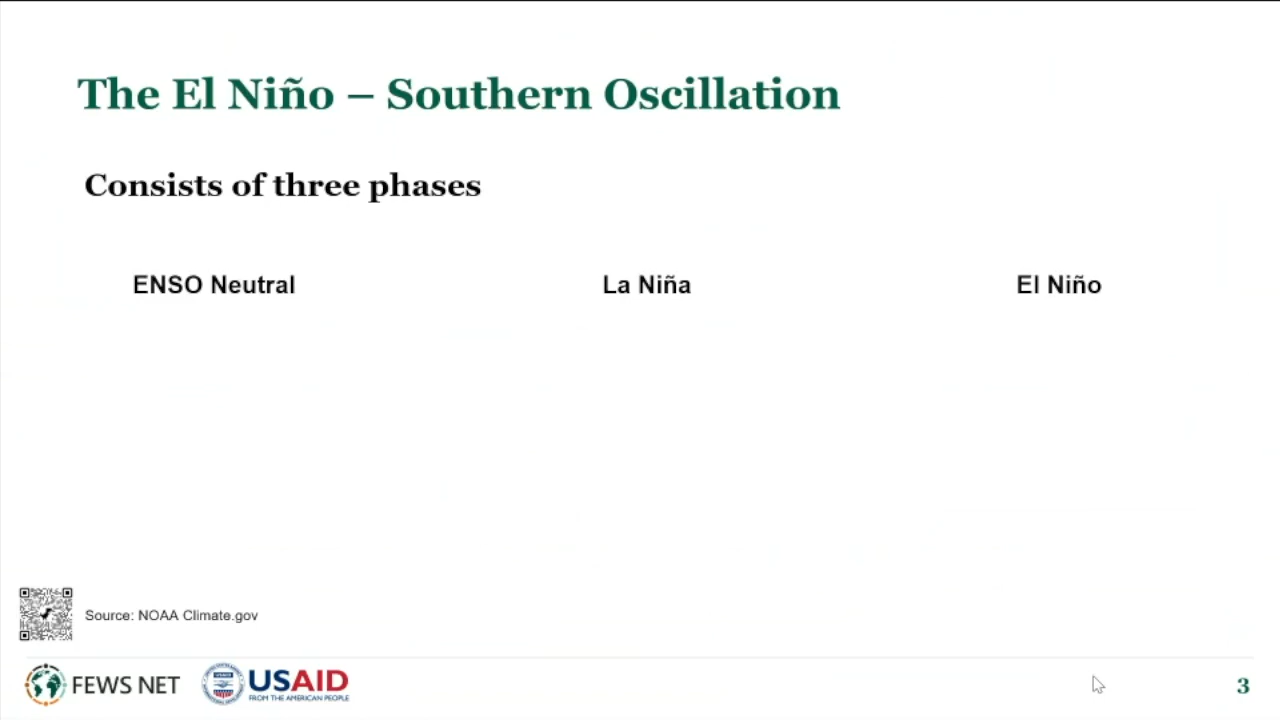 The El Niño – Southern Oscillation
Consists of three phases
ENSO Neutral La Niña El Niño
Source: NOAA Climate.gov
FEWS NET USAID
FROM THE AMERICAN PEOPLE
3